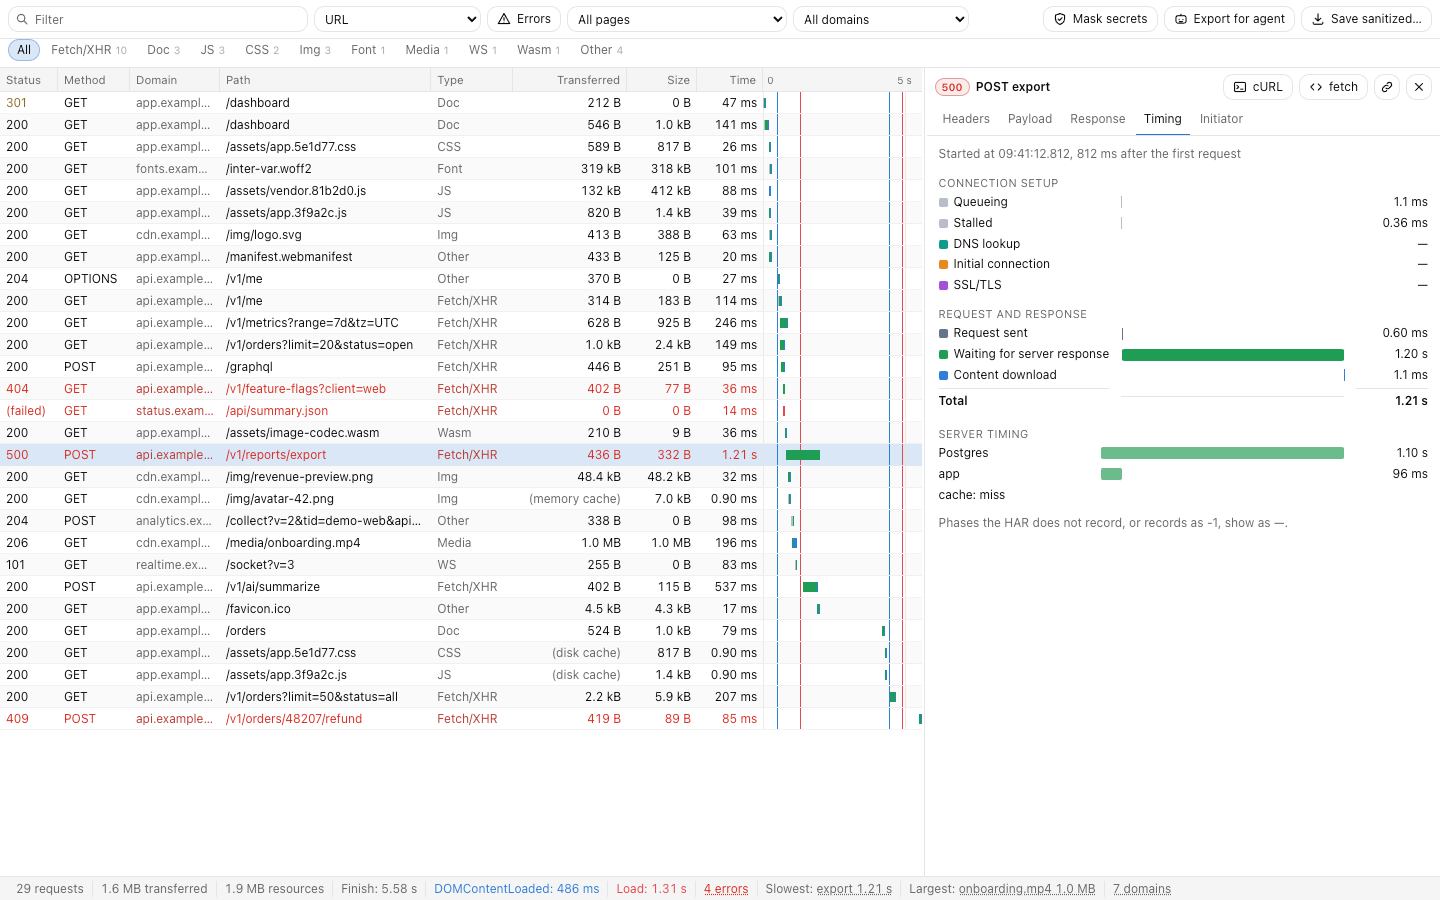 Filter URL Errors All pages All domains Mask secrets Export for agent Save sanitized...
All Fetch/XHR 10 Doc 3 JS 3 CSS 2 Img 3 Font 1 Media 1 WS 1 Wasm 1 Other 4
Status Method Domain Path Type Transferred Size Time 0 5 s
301 GET app.exampl... /dashboard Doc 212 B 0 B 47 ms
200 GET app.exampl... /dashboard Doc 546 B 1.0 kB 141 ms
200 GET app.exampl... /assets/app.5e1d77.css CSS 589 B 817 B 26 ms
200 GET fonts.exam... /inter-var.woff2 Font 319 kB 318 kB 101 ms
200 GET app.exampl... /assets/vendor.81b2d0.js JS 132 kB 412 kB 88 ms
200 GET app.exampl... /assets/app.3f9a2c.js JS 820 B 1.4 kB 39 ms
200 GET cdn.exampl... /img/logo.svg Img 413 B 388 B 63 ms
200 GET app.exampl... /manifest.webmanifest Other 433 B 125 B 20 ms
204 OPTIONS api.example... /v1/me Other 370 B 0 B 27 ms
200 GET api.example... /v1/me Fetch/XHR 314 B 183 B 114 ms
200 GET api.example... /v1/metrics?range=7d&tz=UTC Fetch/XHR 628 B 925 B 246 ms
200 GET api.example... /v1/orders?limit=20&status=open Fetch/XHR 1.0 kB 2.4 kB 149 ms
200 POST api.example... /graphql Fetch/XHR 446 B 251 B 95 ms
404 GET api.example... /v1/feature-flags?client=web Fetch/XHR 402 B 77 B 36 ms
(failed) GET status.exam... /api/summary.json Fetch/XHR 0 B 0 B 14 ms
200 GET app.exampl... /assets/image-codec.wasm Wasm 210 B 9 B 36 ms
500 POST api.example... /v1/reports/export Fetch/XHR 436 B 332 B 1.21 s
200 GET cdn.exampl... /img/revenue-preview.png Img 48.4 kB 48.2 kB 32 ms
200 GET cdn.exampl... /img/avatar-42.png Img (memory cache) 7.0 kB 0.90 ms
204 POST analytics.ex... /collect?v=2&tid=demo-web&api... Other 338 B 0 B 98 ms
206 GET cdn.exampl... /media/onboarding.mp4 Media 1.0 MB 1.0 MB 196 ms
101 GET realtime.ex... /socket?v=3 WS 255 B 0 B 83 ms
200 POST api.example... /v1/ai/summarize Fetch/XHR 402 B 115 B 537 ms
200 GET app.exampl... /favicon.ico Other 4.5 kB 4.3 kB 17 ms
200 GET app.exampl... /orders Doc 524 B 1.0 kB 79 ms
200 GET app.exampl... /assets/app.5e1d77.css CSS (disk cache) 817 B 0.90 ms
200 GET app.exampl... /assets/app.3f9a2c.js JS (disk cache) 1.4 kB 0.90 ms
200 GET api.example... /v1/orders?limit=50&status=all Fetch/XHR 2.2 kB 5.9 kB 207 ms
409 POST api.example... /v1/orders/48207/refund Fetch/XHR 419 B 89 B 85 ms
500 POST export cURL fetch
Headers Payload Response Timing Initiator
Started at 09:41:12.812, 812 ms after the first request
CONNECTION SETUP
Queueing 1.1 ms
Stalled 0.36 ms
DNS lookup —
Initial connection —
SSL/TLS —
REQUEST AND RESPONSE
Request sent 0.60 ms
Waiting for server response 1.20 s
Content download 1.1 ms
Total 1.21 s
SERVER TIMING
Postgres 1.10 s
app 96 ms
cache: miss
Phases the HAR does not record, or records as -1, show as —.
29 requests 1.6 MB transferred 1.9 MB resources Finish: 5.58 s DOMContentLoaded: 486 ms Load: 1.31 s 4 errors Slowest: export 1.21 s Largest: onboarding.mp4 1.0 MB 7 domains